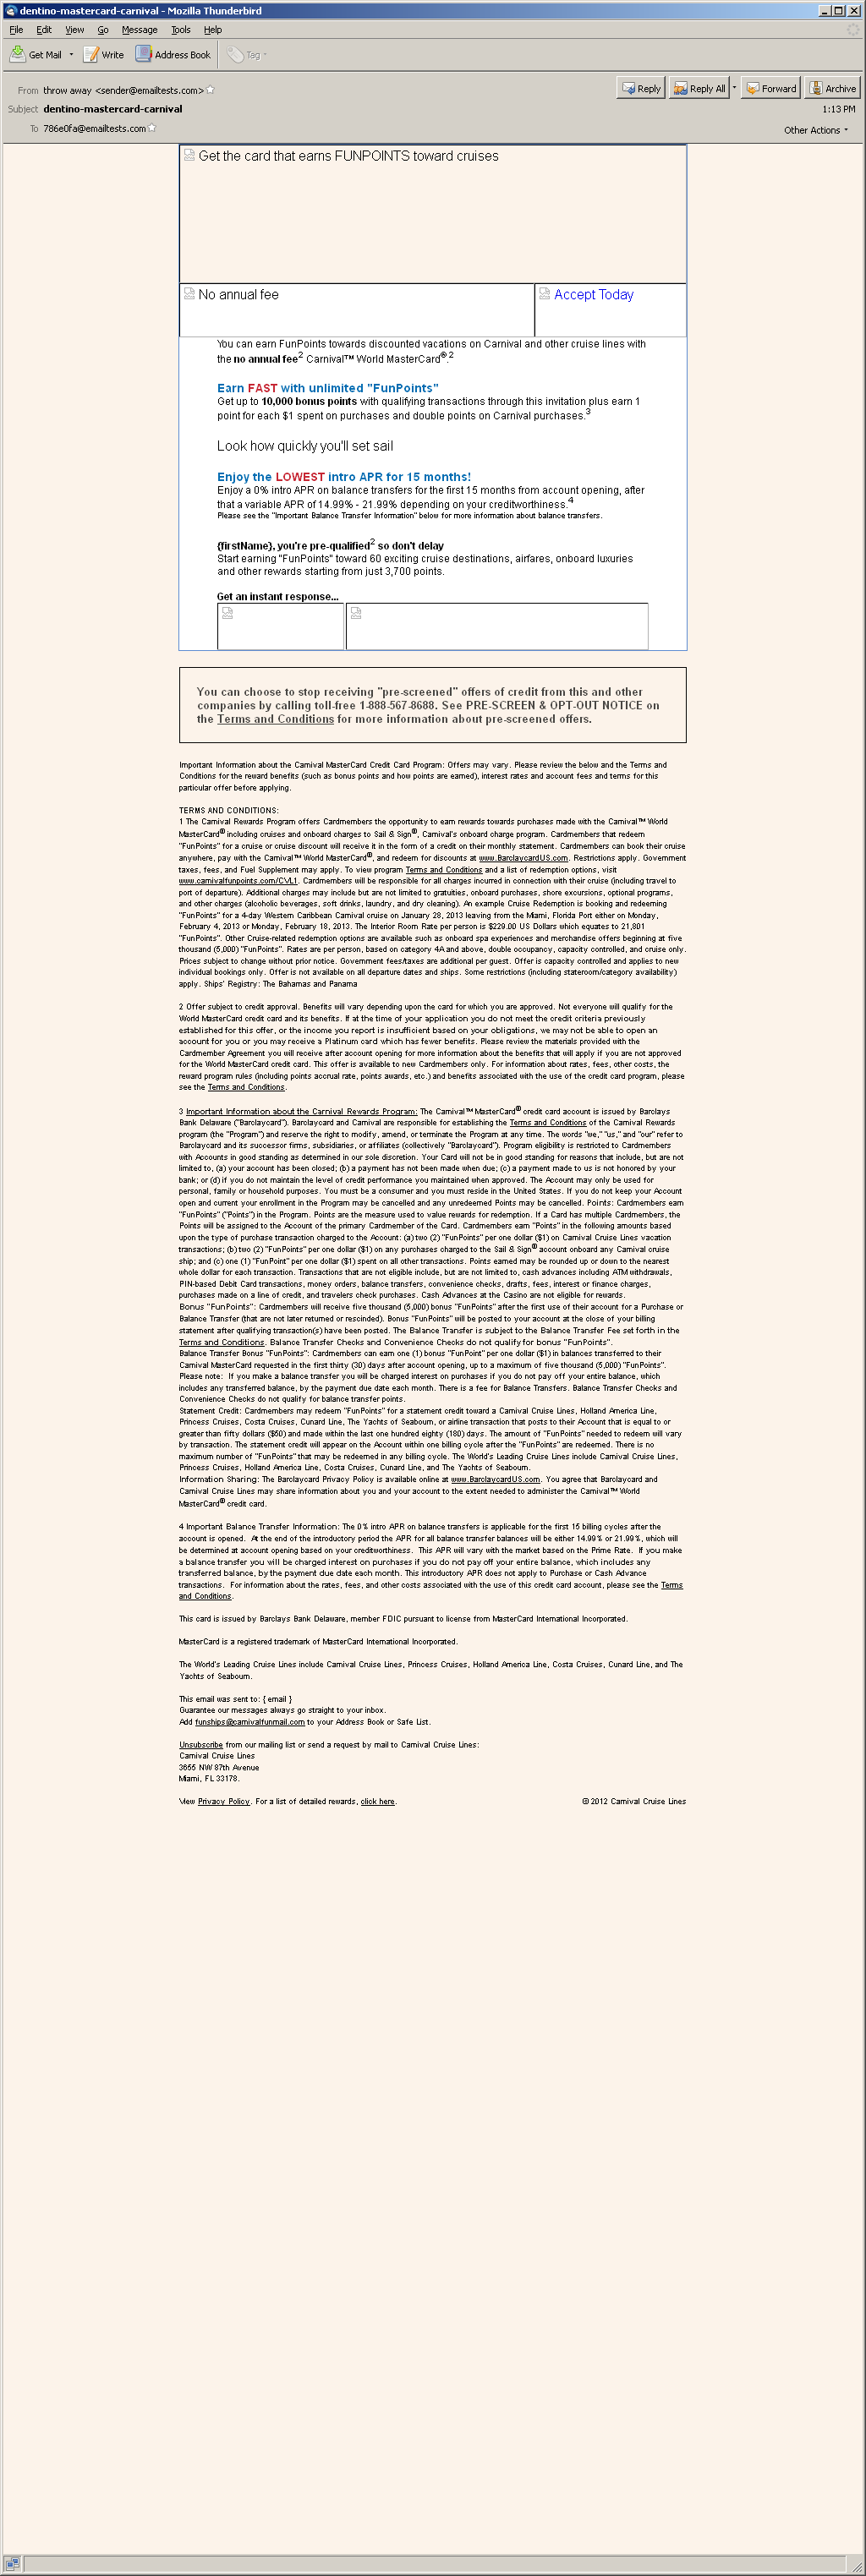 dentino-mastercard-carnival - Mozilla Thunderbird
File Edit View Go Message Tools Help
Get Mail Write Address Book Tag
From throw away <sender@emailtests.com> Reply Reply All Forward Archive
Subject dentino-mastercard-carnival 1:13 PM
To 786e0fa@emailtests.com Other Actions
Get the card that earns FUNPOINTS toward cruises
No annual fee Accept Today
You can earn FunPoints towards discounted vacations on Carnival and other cruise lines with
the no annual fee2 Carnival™ World MasterCard®.2
Earn FAST with unlimited "FunPoints"
Get up to 10,000 bonus points with qualifying transactions through this invitation plus earn 1
point for each $1 spent on purchases and double points on Carnival purchases.3
Look how quickly you'll set sail
Enjoy the LOWEST intro APR for 15 months!
Enjoy a 0% intro APR on balance transfers for the first 15 months from account opening, after
that a variable APR of 14.99% - 21.99% depending on your creditworthiness.4
Please see the "Important Balance Transfer Information" below for more information about balance transfers.
{firstName}, you're pre-qualified2 so don't delay
Start earning "FunPoints" toward 60 exciting cruise destinations, airfares, onboard luxuries
and other rewards starting from just 3,700 points.
Get an instant response...
You can choose to stop receiving "pre-screened" offers of credit from this and other
companies by calling toll-free 1-888-567-8688. See PRE-SCREEN & OPT-OUT NOTICE on
the Terms and Conditions for more information about pre-screened offers.
Important Information about the Carnival MasterCard Credit Card Program: Offers may vary. Please review the below and the Terms and
Conditions for the reward benefits (such as bonus points and how points are earned), interest rates and account fees and terms for this
particular offer before applying.
TERMS AND CONDITIONS:
1 The Carnival Rewards Program offers Cardmembers the opportunity to earn rewards towards purchases made with the Carnival™ World
MasterCard® including cruises and onboard charges to Sail & Sign®, Carnival's onboard charge program. Cardmembers that redeem
"FunPoints" for a cruise or cruise discount will receive it in the form of a credit on their monthly statement. Cardmembers can book their cruise
anywhere, pay with the Carnival™ World MasterCard®, and redeem for discounts at www.BarclaycardUS.com. Restrictions apply. Government
taxes, fees, and Fuel Supplement may apply. To view program Terms and Conditions and a list of redemption options, visit
www.carnivalfunpoints.com/CVL1. Cardmembers will be responsible for all charges incurred in connection with their cruise (including travel to
port of departure). Additional charges may include but are not limited to gratuities, onboard purchases, shore excursions, optional programs,
and other charges (alcoholic beverages, soft drinks, laundry, and dry cleaning). An example Cruise Redemption is booking and redeeming
"FunPoints" for a 4-day Western Caribbean Carnival cruise on January 28, 2013 leaving from the Miami, Florida Port either on Monday,
February 4, 2013 or Monday, February 18, 2013. The Interior Room Rate per person is $229.00 US Dollars which equates to 21,801
"FunPoints". Other Cruise-related redemption options are available such as onboard spa experiences and merchandise offers beginning at five
thousand (5,000) "FunPoints". Rates are per person, based on category 4A and above, double occupancy, capacity controlled, and cruise only.
Prices subject to change without prior notice. Government fees/taxes are additional per guest. Offer is capacity controlled and applies to new
individual bookings only. Offer is not available on all departure dates and ships. Some restrictions (including stateroom/category availability)
apply. Ships' Registry: The Bahamas and Panama
2 Offer subject to credit approval. Benefits will vary depending upon the card for which you are approved. Not everyone will qualify for the
World MasterCard credit card and its benefits. If at the time of your application you do not meet the credit criteria previously
established for this offer, or the income you report is insufficient based on your obligations, we may not be able to open an
account for you or you may receive a Platinum card which has fewer benefits. Please review the materials provided with the
Cardmember Agreement you will receive after account opening for more information about the benefits that will apply if you are not approved
for the World MasterCard credit card. This offer is available to new Cardmembers only. For information about rates, fees, other costs, the
reward program rules (including points accrual rate, points awards, etc.) and benefits associated with the use of the credit card program, please
see the Terms and Conditions.
3 Important Information about the Carnival Rewards Program: The Carnival™ MasterCard® credit card account is issued by Barclays
Bank Delaware ("Barclaycard"). Barclaycard and Carnival are responsible for establishing the Terms and Conditions of the Carnival Rewards
program (the "Program") and reserve the right to modify, amend, or terminate the Program at any time. The words "we," "us," and "our" refer to
Barclaycard and its successor firms, subsidiaries, or affiliates (collectively "Barclaycard"). Program eligibility is restricted to Cardmembers
with Accounts in good standing as determined in our sole discretion. Your Card will not be in good standing for reasons that include, but are not
limited to, (a) your account has been closed; (b) a payment has not been made when due; (c) a payment to us is not honored by your
bank; or (d) if you do not maintain the level of credit performance you maintained when approved. The Account may only be used for
personal, family or household purposes. You must be a consumer and you must reside in the United States. If you do not keep your Account
open and current your enrollment in the Program may be cancelled and any unredeemed Points may be cancelled. Points: Cardmembers earn
"FunPoints" ("Points") in the Program. Points are the measure used to value rewards for redemption. If a Card has multiple Cardmembers, the
Points will be assigned to the Account of the primary Cardmember of the Card. Cardmembers earn "Points" in the following amounts based
upon the type of purchase transaction charged to the Account: (a) two (2) "FunPoints" per one dollar ($1) on Carnival Cruise Lines vacation
transactions; (b) two (2) "FunPoints" per one dollar ($1) on any purchases charged to the Sail & Sign® account onboard any Carnival cruise
ship; and (c) one (1) "FunPoint" per one dollar ($1) spent on all other transactions. Points earned may be rounded up or down to the nearest
whole dollar for each transaction. Transactions that are not eligible include, but are not limited to, cash advances including ATM withdrawals,
PIN-based Debit Card transactions, money orders, balance transfers, convenience checks, drafts, fees, interest or finance charges,
purchases made on a line of credit, and travelers check purchases. Cash Advances at the Casino are not eligible for rewards.
Bonus "FunPoints": Cardmembers will receive five thousand (5,000) bonus "FunPoints" after the first use of their account for a Purchase or
Balance Transfer (that are not later returned or rescinded). Bonus "FunPoints" will be posted to your account at the close of your billing
statement after qualifying transaction(s) have been posted. The Balance Transfer is subject to the Balance Transfer Fee set forth in the
Terms and Conditions. Balance Transfer Checks and Convenience Checks do not qualify for bonus "FunPoints".
Balance Transfer Bonus "FunPoints": Cardmembers can earn one (1) bonus "FunPoint" per one dollar ($1) in balances transferred to their
Carnival MasterCard requested in the first thirty (30) days after account opening, up to a maximum of five thousand (5,000) "FunPoints".
Please note: If you make a balance transfer you will be charged interest on purchases if you do not pay off your entire balance, which
includes any transferred balance, by the payment due date each month. There is a fee for Balance Transfers. Balance Transfer Checks and
Convenience Checks do not qualify for balance transfer points.
Statement Credit: Cardmembers may redeem "FunPoints" for a statement credit toward a Carnival Cruise Lines, Holland America Line,
Princess Cruises, Costa Cruises, Cunard Line, The Yachts of Seabourn, or airline transaction that posts to their Account that is equal to or
greater than fifty dollars ($50) and made within the last one hundred eighty (180) days. The amount of "FunPoints" needed to redeem will vary
by transaction. The statement credit will appear on the Account within one billing cycle after the "FunPoints" are redeemed. There is no
maximum number of "FunPoints" that may be redeemed in any billing cycle. The World's Leading Cruise Lines include Carnival Cruise Lines,
Princess Cruises, Holland America Line, Costa Cruises, Cunard Line, and The Yachts of Seabourn.
Information Sharing: The Barclaycard Privacy Policy is available online at www.BarclaycardUS.com. You agree that Barclaycard and
Carnival Cruise Lines may share information about you and your account to the extent needed to administer the Carnival™ World
MasterCard® credit card.
4 Important Balance Transfer Information: The 0% intro APR on balance transfers is applicable for the first 15 billing cycles after the
account is opened. At the end of the introductory period the APR for all balance transfer balances will be either 14.99% or 21.99%, which will
be determined at account opening based on your creditworthiness. This APR will vary with the market based on the Prime Rate. If you make
a balance transfer you will be charged interest on purchases if you do not pay off your entire balance, which includes any
transferred balance, by the payment due date each month. This introductory APR does not apply to Purchase or Cash Advance
transactions. For information about the rates, fees, and other costs associated with the use of this credit card account, please see the Terms
and Conditions.
This card is issued by Barclays Bank Delaware, member FDIC pursuant to license from MasterCard International Incorporated.
MasterCard is a registered trademark of MasterCard International Incorporated.
The World's Leading Cruise Lines include Carnival Cruise Lines, Princess Cruises, Holland America Line, Costa Cruises, Cunard Line, and The
Yachts of Seabourn.
This email was sent to: { email }
Guarantee our messages always go straight to your inbox.
Add funships@carnivalfunmail.com to your Address Book or Safe List.
Unsubscribe from our mailing list or send a request by mail to Carnival Cruise Lines:
Carnival Cruise Lines
3655 NW 87th Avenue
Miami, FL 33178.
View Privacy Policy. For a list of detailed rewards, click here. © 2012 Carnival Cruise Lines